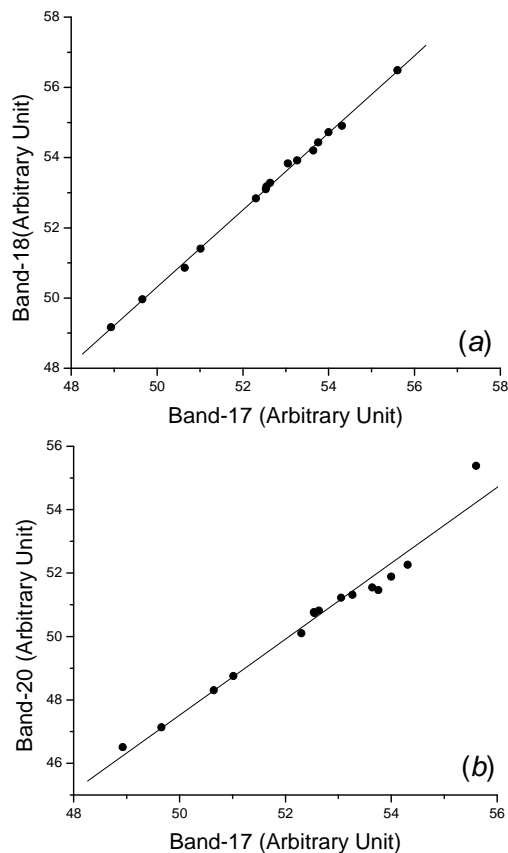 58
56
54
52
50
48
Band-18(Arbitrary Unit)
(a)
48 50 52 54 56 58
Band-17 (Arbitrary Unit)
56
54
52
50
48
46
Band-20 (Arbitrary Unit)
(b)
48 50 52 54 56
Band-17 (Arbitrary Unit)